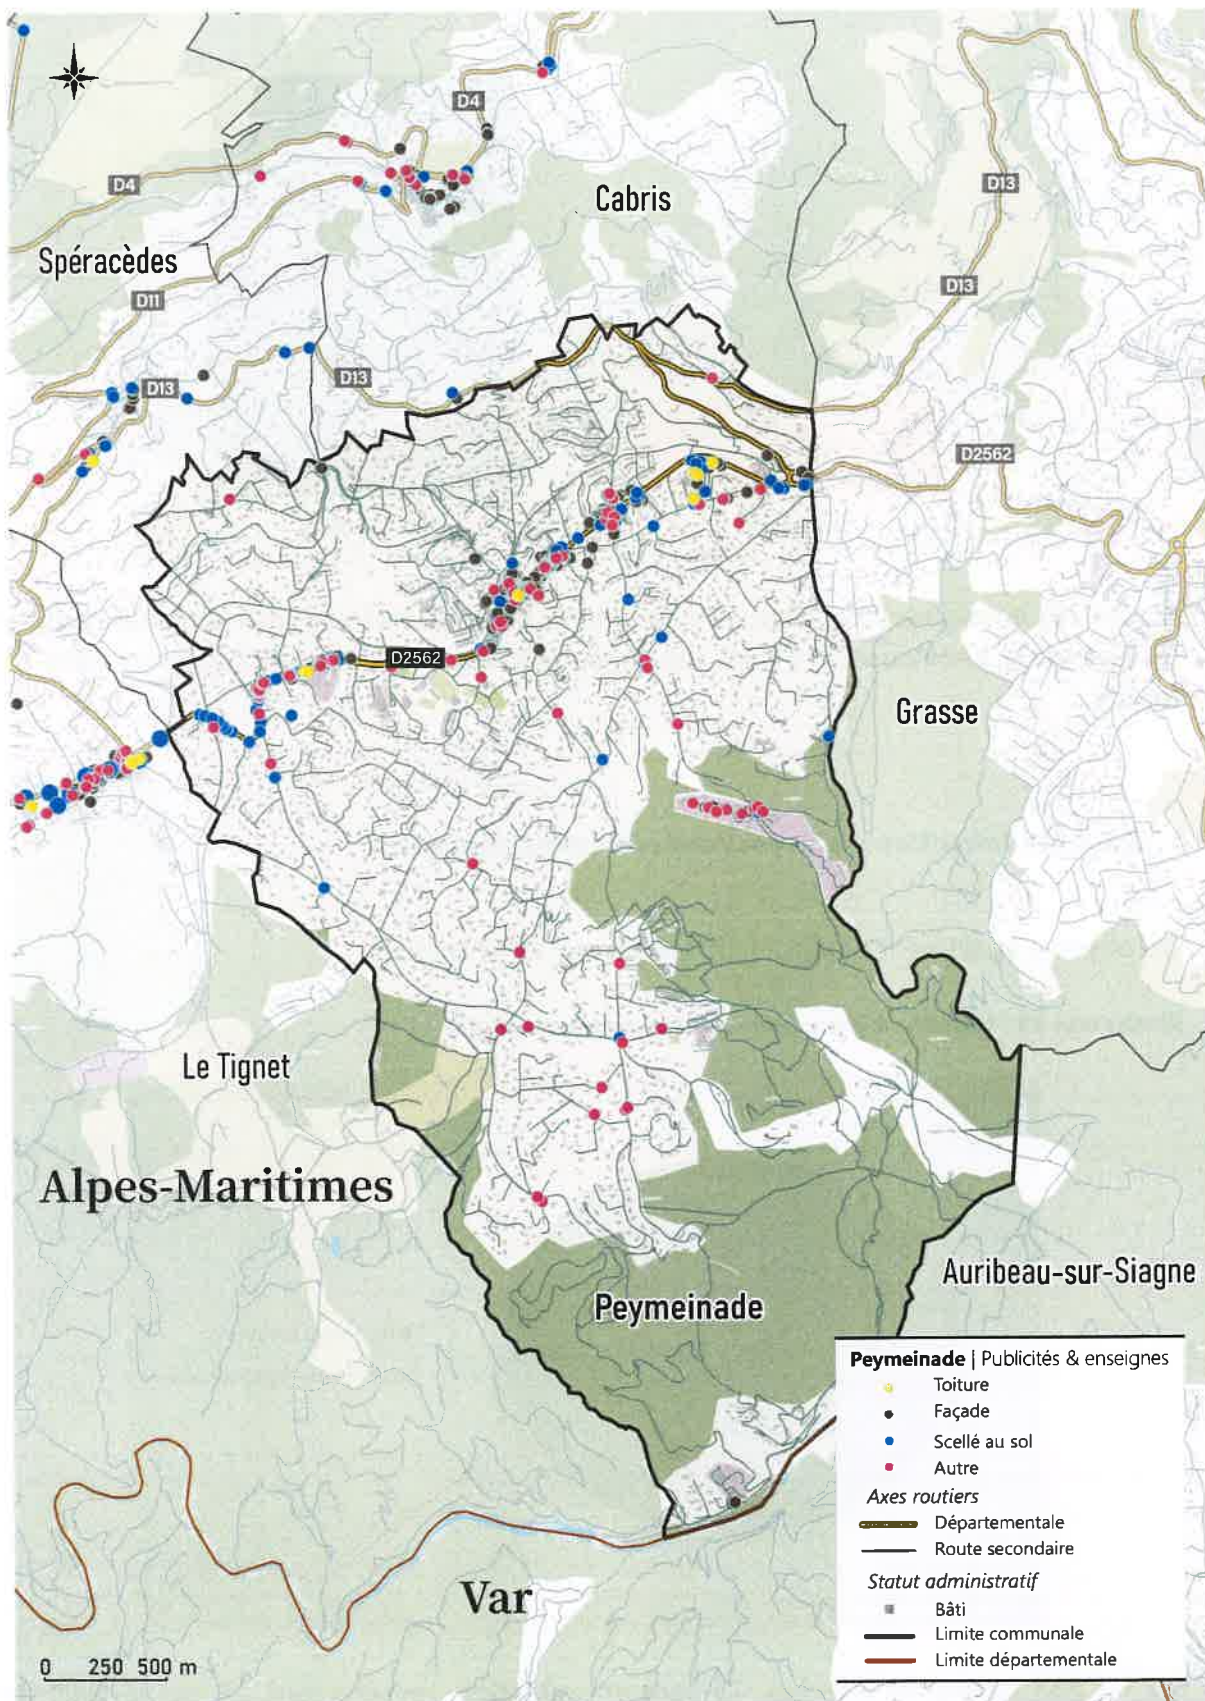 D4
D4
D13
Cabris
Spéracèdes
D13
D11
D13
D13
D2562
D2562
Grasse
Le Tignet
Alpes-Maritimes
Auribeau-sur-Siagne
Peymeinade
Peymeinade | Publicités & enseignes
Toiture
Façade
Scellé au sol
Autre
Axes routiers
Départementale
Route secondaire
Statut administratif
Bâti
Limite communale
Limite départementale
Var
0 250 500 m